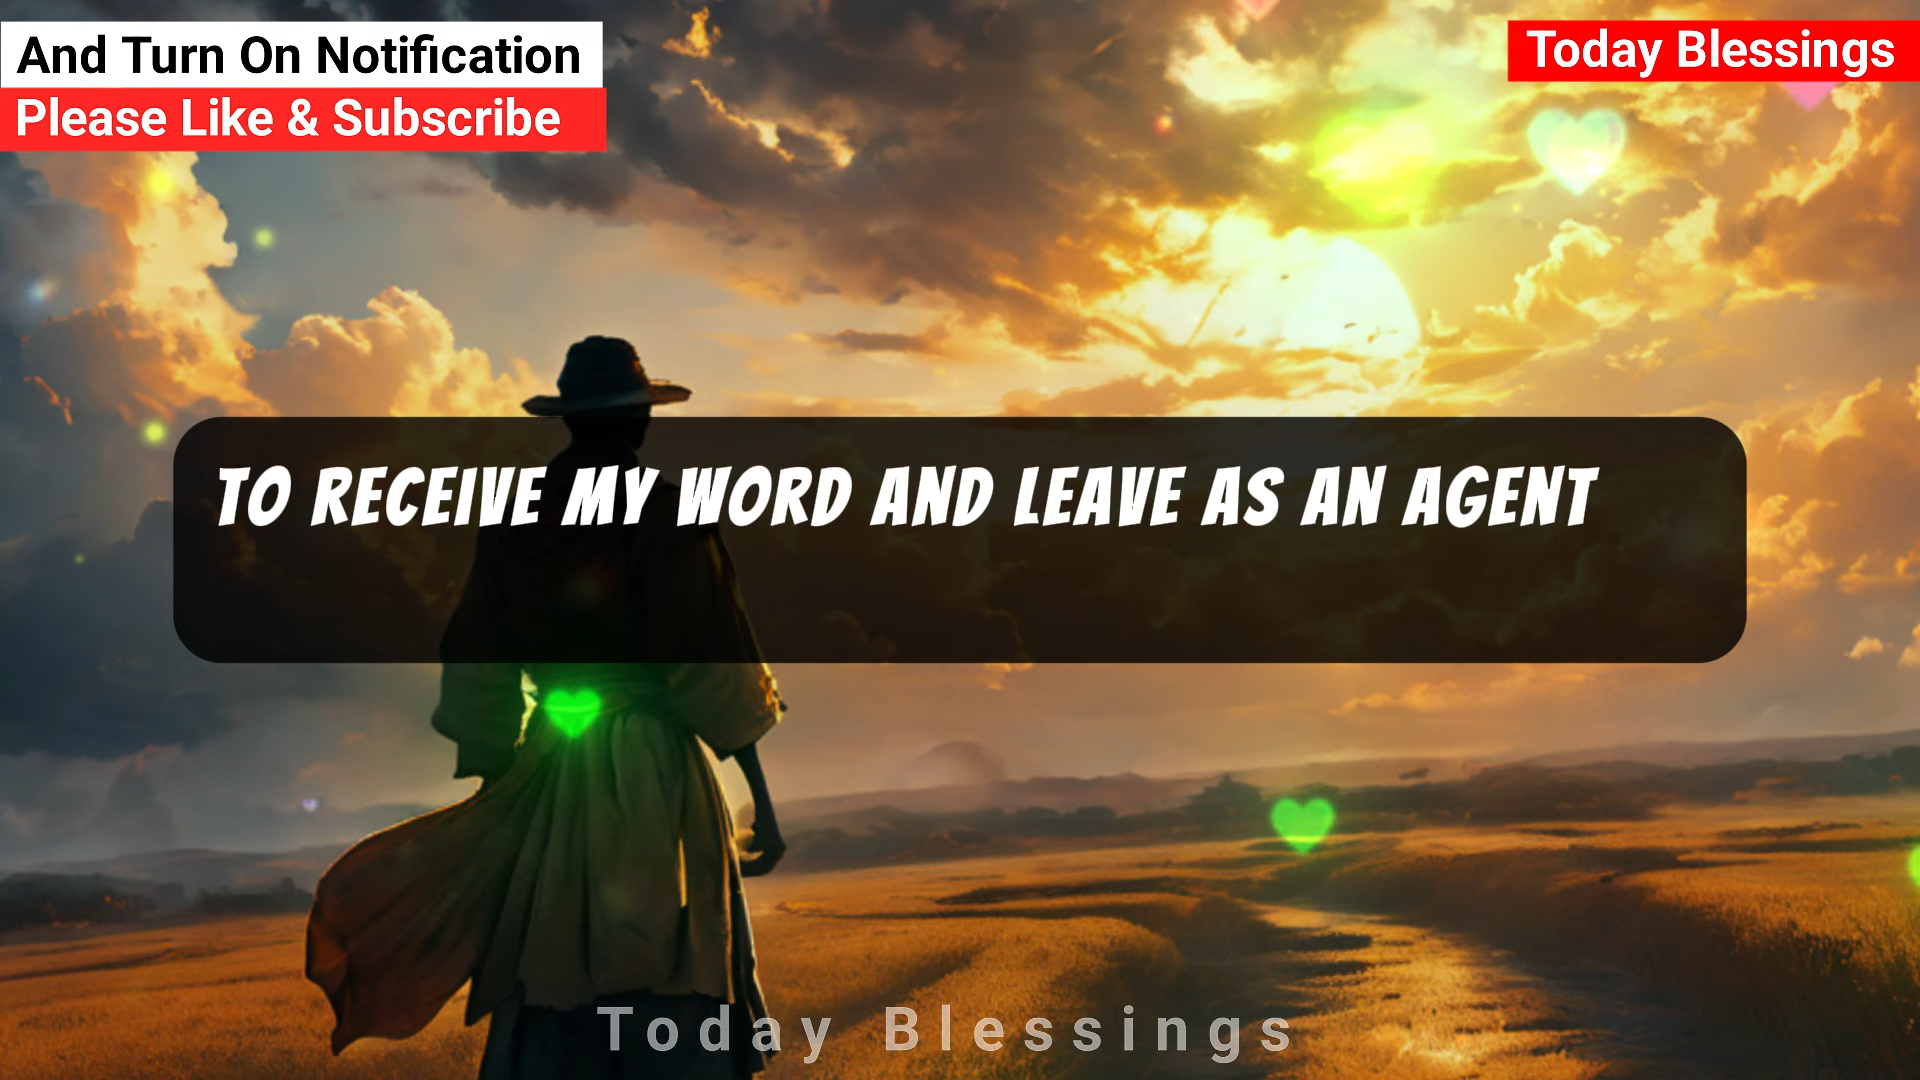 And Turn On Notification
Please Like & Subscribe
Today Blessings
TO RECEIVE MY WORD AND LEAVE AS AN AGENT
Today Blessings